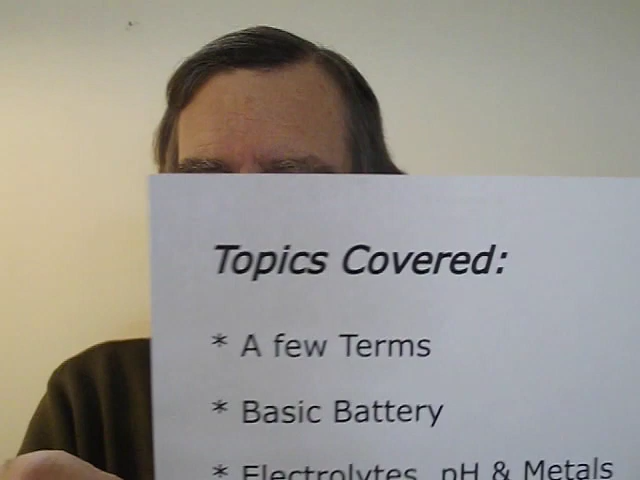 Topics Covered:
* A few Terms
* Basic Battery
* Electrolytes, pH & Metals